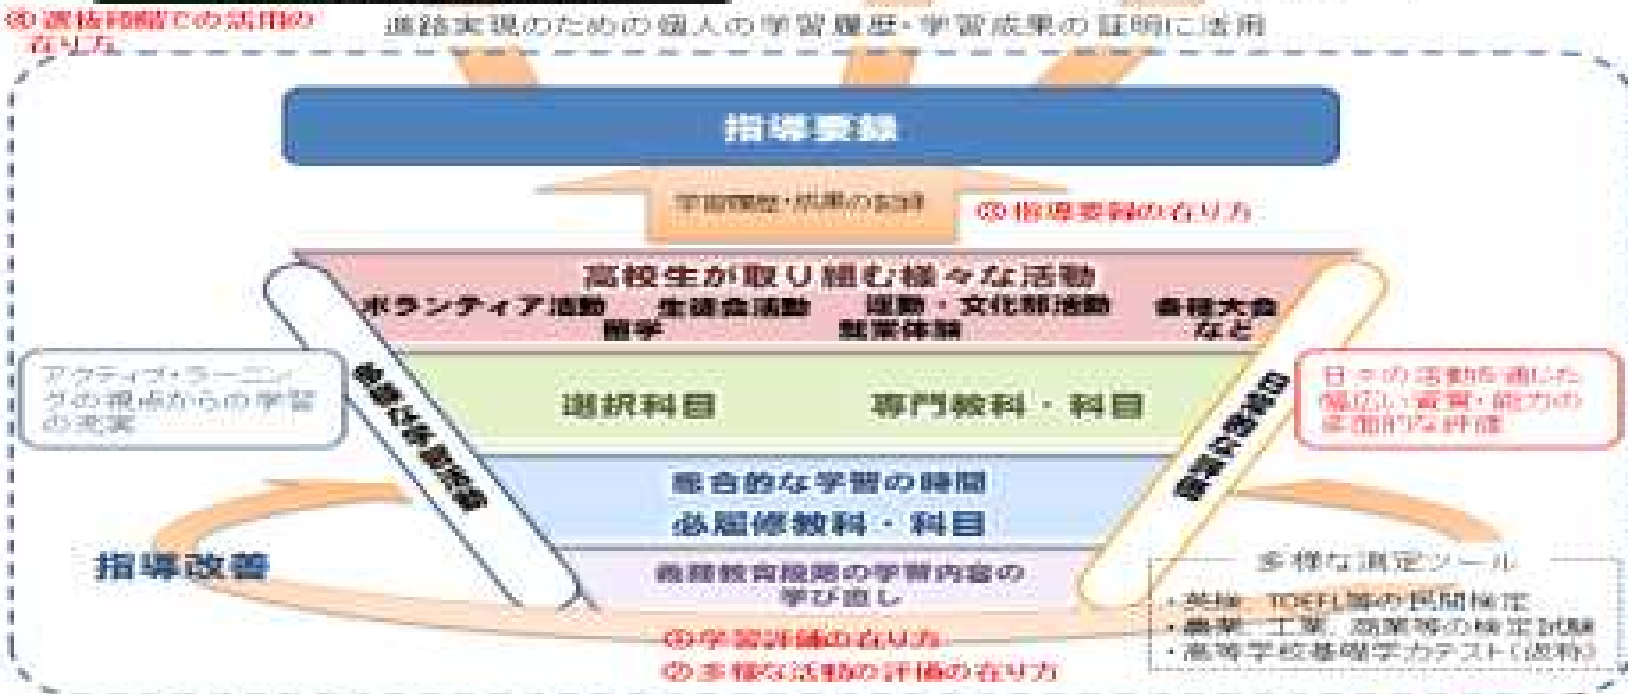 ④選抜段階での活用の
在り方
進路実現のための個人の学習履歴・学習成果の証明に活用
指導要録
学習履歴・成果の記録
③指導要録の在り方
高校生が取り組む様々な活動
ボランティア活動 生徒会活動 運動・文化部活動 各種大会
留学 就業体験 など
アクティブ・ラーニン
グの視点からの学習
の充実
選択科目 専門教科・科目
日々の活動を通じた
幅広い資質・能力の
多面的な評価
総合的な学習の時間
必履修教科・科目
指導改善
義務教育段階の学習内容の
学び直し
多様な測定ツール
・英検、TOEFL等の民間検定
・農業、工業、商業等の検定試験
・高等学校基礎学力テスト(仮称)
①学習評価の在り方
②多様な活動の評価の在り方